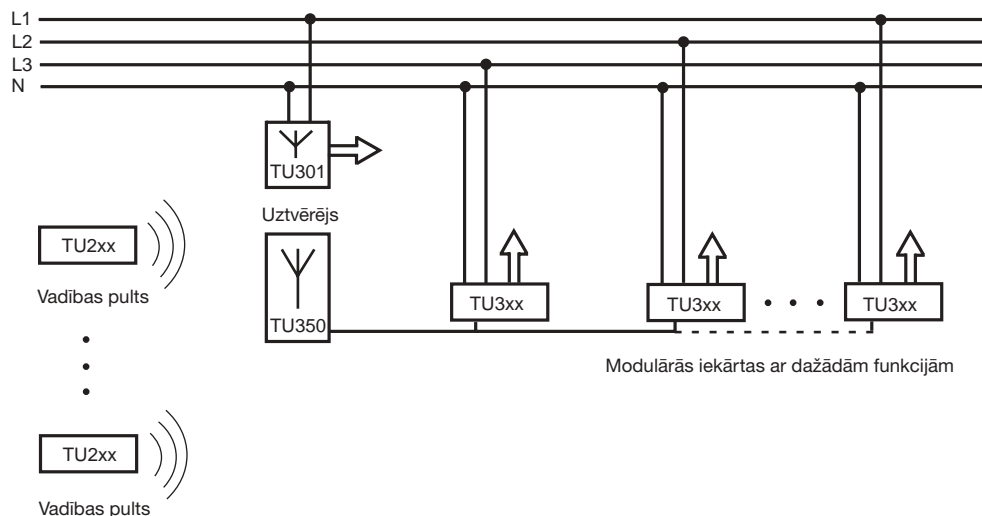 L1
L2
L3
N
TU301
Uztvērējs
TU2xx
Vadības pults
TU350
TU3xx
TU3xx
TU3xx
Modulārās iekārtas ar dažādām funkcijām
TU2xx
Vadības pults